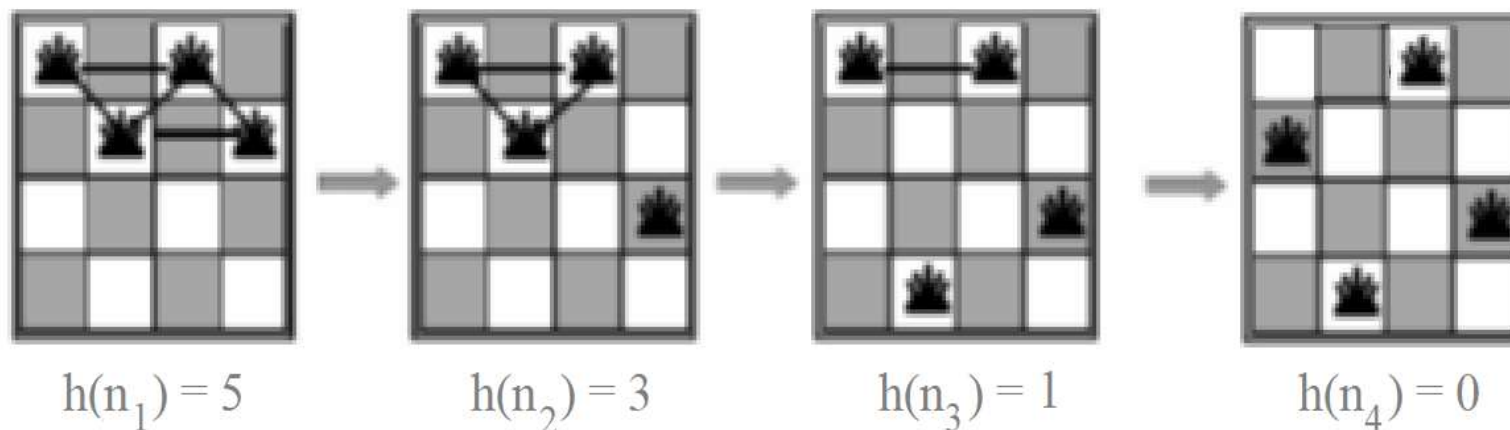 h(n₁) = 5
h(n₂) = 3
h(n₃) = 1
h(n₄) = 0